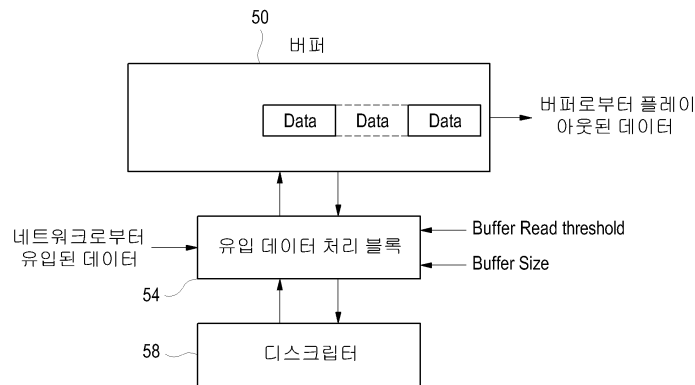 50
버퍼
Data Data Data
버퍼로부터 플레이
아웃된 데이터
네트워크로부터
유입된 데이터
유입 데이터 처리 블록
Buffer Read threshold
Buffer Size
54
58
디스크립터